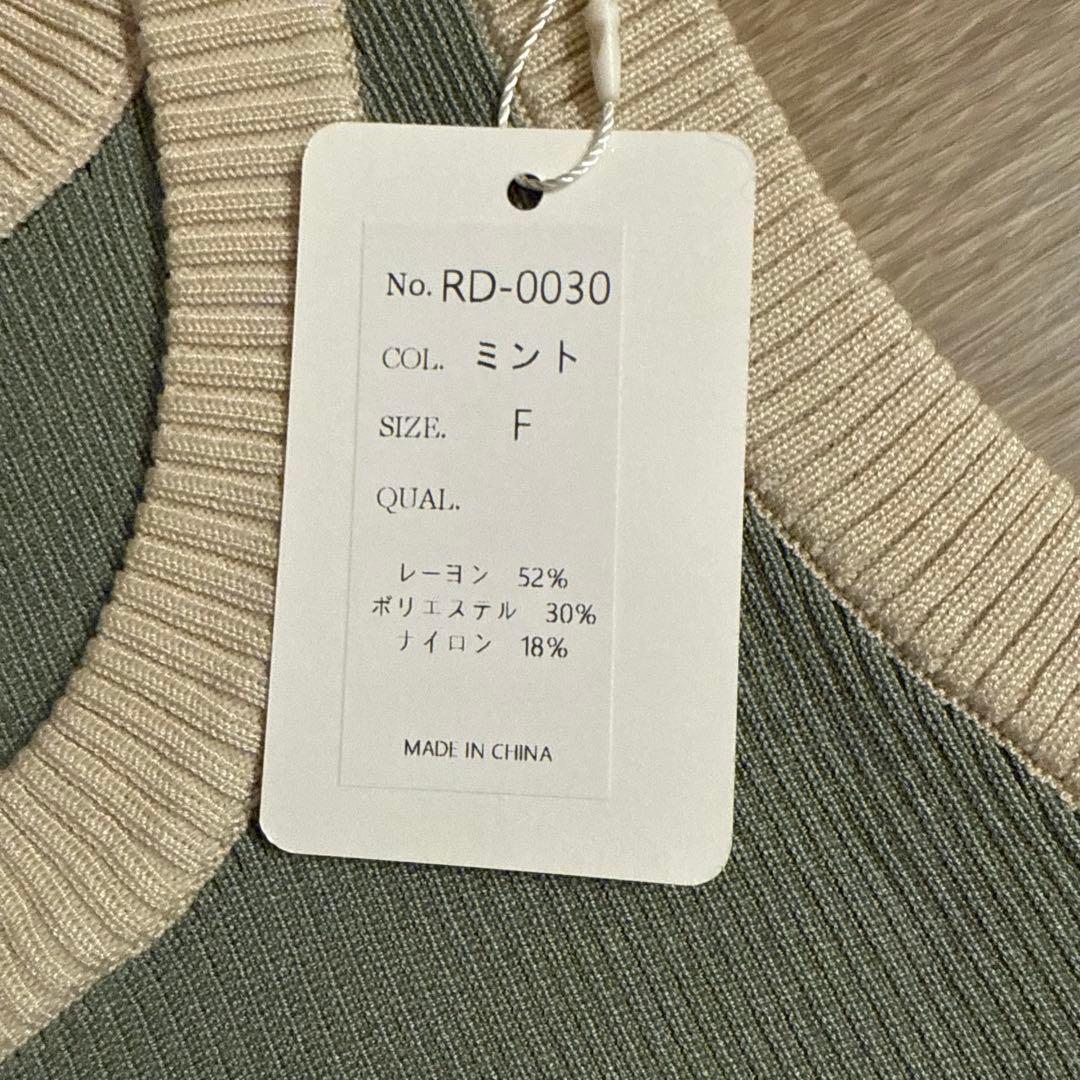 No. RD-0030
COL. ミント
SIZE. F
QUAL.
レーヨン 52%
ポリエステル 30%
ナイロン 18%
MADE IN CHINA